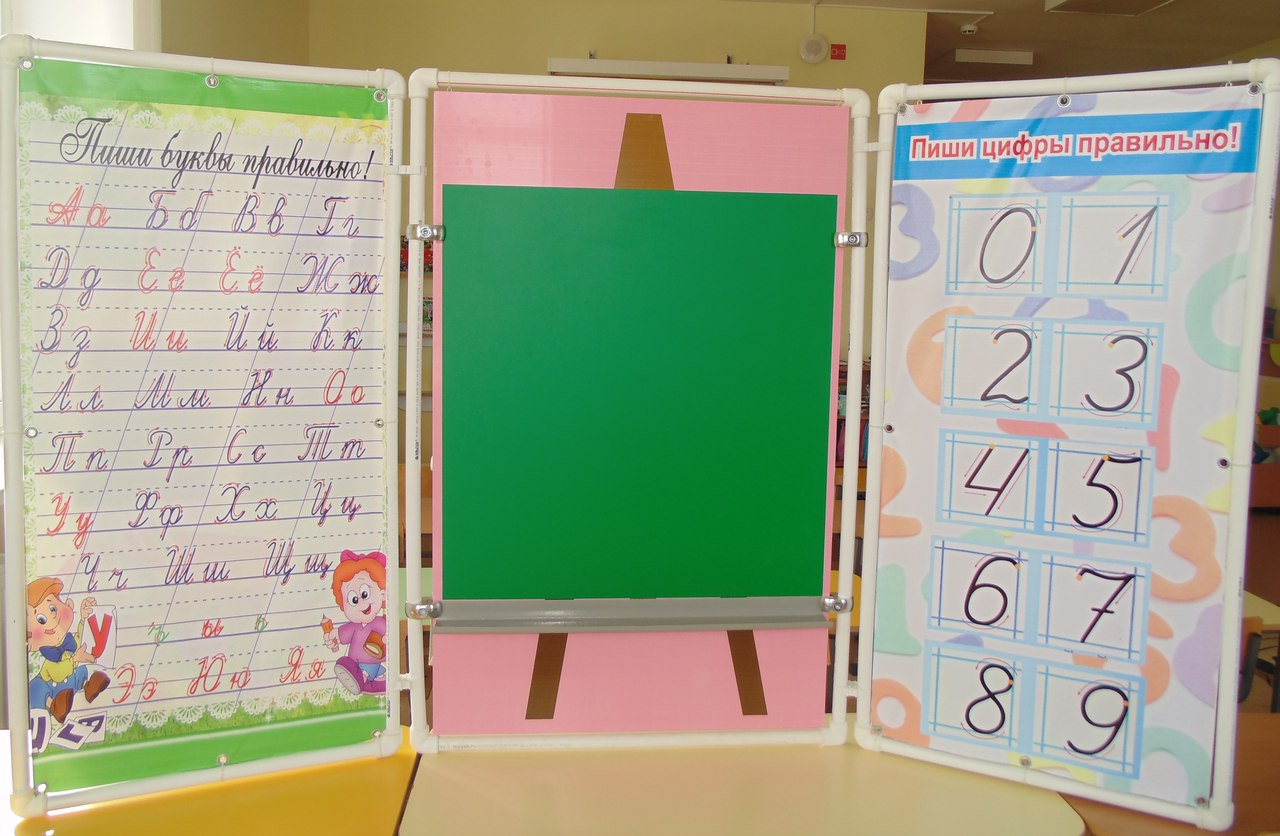 Пиши буквы правильно!
Аа Бб Вв Гг
Дд Ее Ёё Жж
Зз Ии Йй Кк
Лл Мм Нн Оо
Пп Рр Сс Тт
Уу Фф Хх Цц
Чч Шш Щщ
ъ ы ь
Ээ Юю Яя
У
Пиши цифры правильно!
0 1
2 3
4 5
6 7
8 9